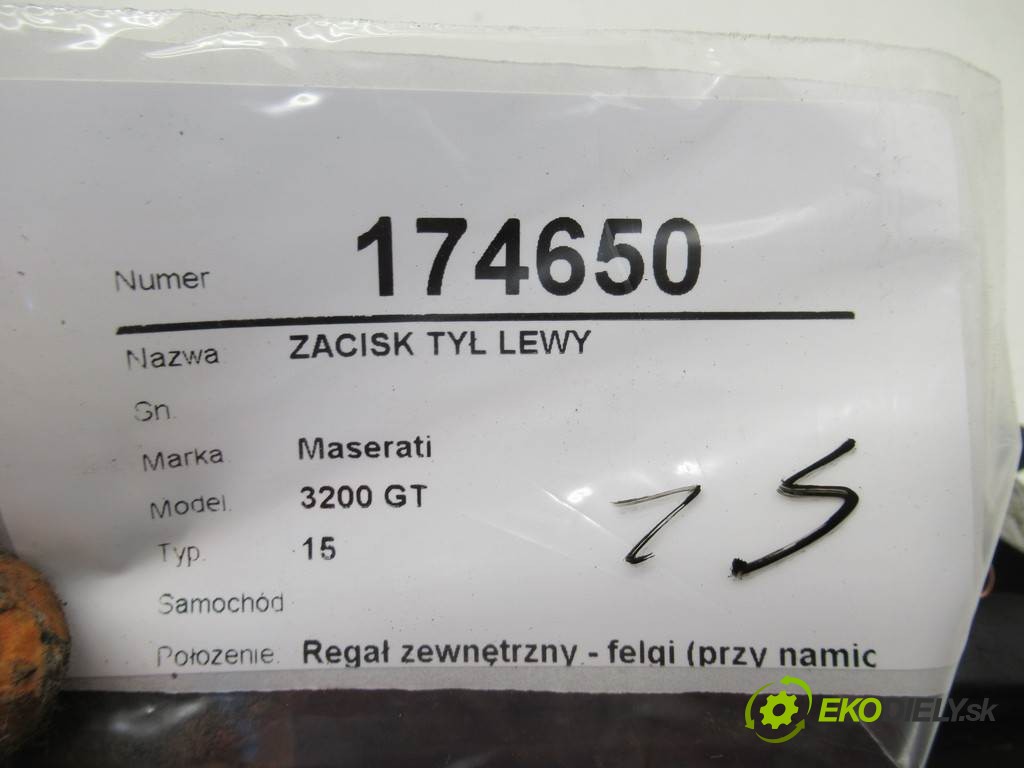 Numer 174650
Nazwa ZACISK TYŁ LEWY
Sn.
Marka Maserati
Model. 3200 GT
Typ. 15
Samochód
Położenie. Regał zewnętrzny - felgi (przy namic
EKODIELY.sk